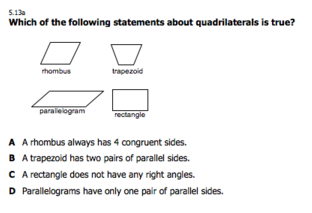 5.13a
Which of the following statements about quadrilaterals is true?
rhombus
trapezoid
parallelogram
rectangle
A A rhombus always has 4 congruent sides.
B A trapezoid has two pairs of parallel sides.
C A rectangle does not have any right angles.
D Parallelograms have only one pair of parallel sides.